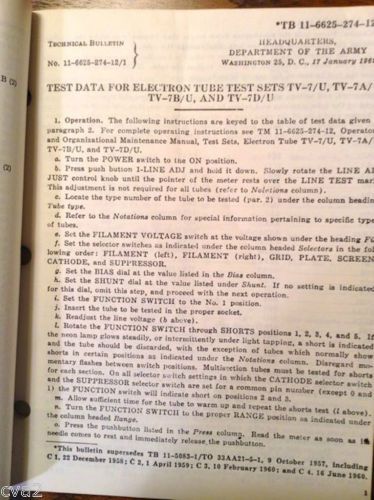 *TB 11-6625-274-12
TECHNICAL BULLETIN
No. 11-6625-274-12/1
HEADQUARTERS,
DEPARTMENT OF THE ARMY
WASHINGTON 25, D. C., 17 January
TEST DATA FOR ELECTRON TUBE TEST SETS TV-7/U, TV-7A/
TV-7B/U, AND TV-7D/U
1. Operation. The following instructions are keyed to the table of test data given
paragraph 2. For complete operating instructions see TM 11-6625-274-12, Operator
and Organizational Maintenance Manual, Test Sets, Electron Tube TV-7/U, TV-7A/
TV-7B/U, and TV-7D/U.
a. Turn the POWER switch to the ON position.
b. Press push button 1-LINE ADJ and hold it down. Slowly rotate the LINE AD
JUST control knob until the pointer of the meter rests over the LINE TEST mark
This adjustment is not required for all tubes (refer to Notations column).
c. Locate the type number of the tube to be tested (par. 2) under the column heading
Tube type.
d. Refer to the Notations column for special information pertaining to specific type
of tubes.
e. Set the FILAMENT VOLTAGE switch at the voltage shown under the heading
f. Set the selector switches as indicated under the column headed Selectors in the fol
lowing order: FILAMENT (left), FILAMENT (right), GRID, PLATE, SCREEN
CATHODE, and SUPPRESSOR.
g. Set the BIAS dial at the value listed in the Bias column.
h. Set the SHUNT dial at the value listed under Shunt. If no setting is indicated
for this dial, omit this step, and proceed with the next operation.
i. Set the FUNCTION SWITCH to the No. 1 position.
j. Insert the tube to be tested in the proper socket.
k. Readjust the line voltage (b above).
l. Rotate the FUNCTION SWITCH through SHORTS positions 1, 2, 3, 4, and 5. If
the neon lamp glows steadily, or intermittently under light tapping, a short is indicated
and the tube should be discarded, with the exception of tubes which normally show
shorts in certain positions as indicated under the Notations column. Disregard mo-
mentary flashes between switch positions. Multisection tubes must be tested for shorts
for each section. On all selector switch settings in which the CATHODE selector switch
and the SUPPRESSOR selector switch are set for a common pin number (except 0 and
1) the FUNCTION switch will indicate short on positions 2 and 3.
m. Allow sufficient time for the tube to warm up and repeat the shorts test (l above).
n. Turn the FUNCTION SWITCH to the proper RANGE position as indicated under
the column headed Range.
o. Press the pushbutton listed in the Press column. Read the meter as soon as
needle comes to rest and immediately release the pushbutton.
*This bulletin supersedes TB 11-5083-1/TO 33AA21-5-1, 9 October 1957, including
C 1, 22 December 1958; C 2, 1 April 1959; C 3, 10 February 1960; and C 4, 16 June 1960.
1
B (2)
(2)
© cvaz